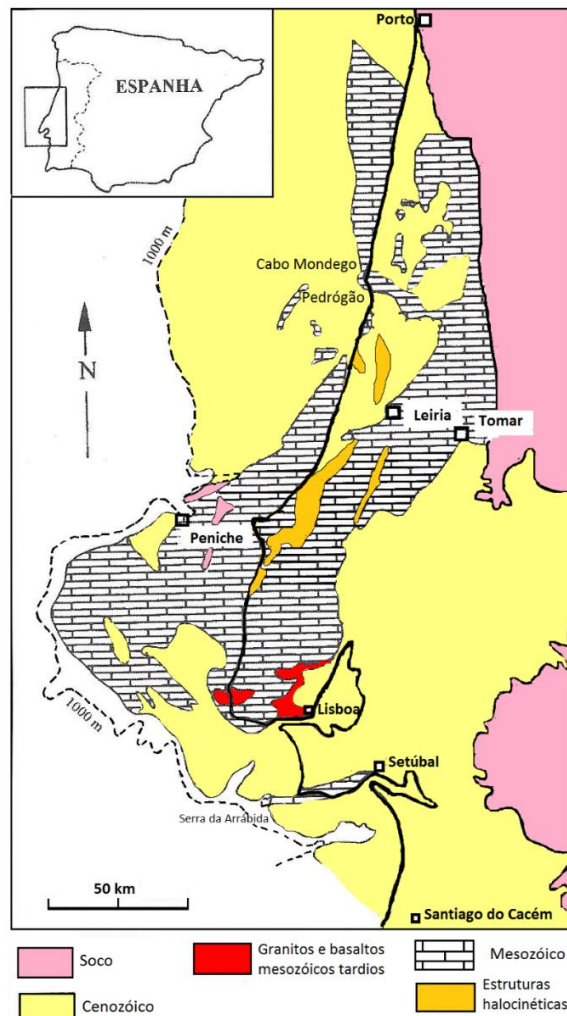 ESPANHA
Porto
1000 m
Cabo Mondego
Pedrógão
N
Leiria
Tomar
Peniche
1000 m
Lisboa
Setúbal
Serra da Arrábida
50 km
Santiago do Cacém
Soco
Granitos e basaltos
mesozóicos tardios
Mesozóico
Cenozóico
Estruturas
halocinéticas